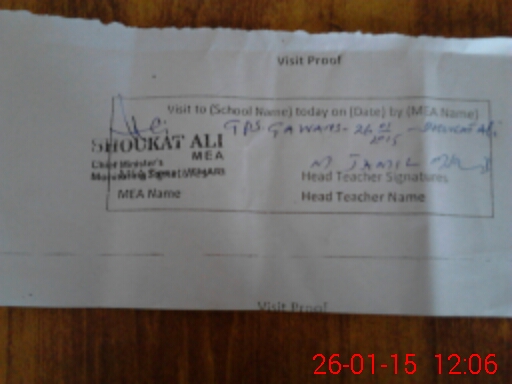 Visit Proof
Visit to (School Name) today on (Date) by (MEA Name)
GPS. 26 01 2015 - SHOUKAT ALI
SHOUKAT ALI
MEA
Chief Minister's
M JAMIL
Head Teacher Signatures
MEA Name
Head Teacher Name
Visit Proof
26-01-15 12:06